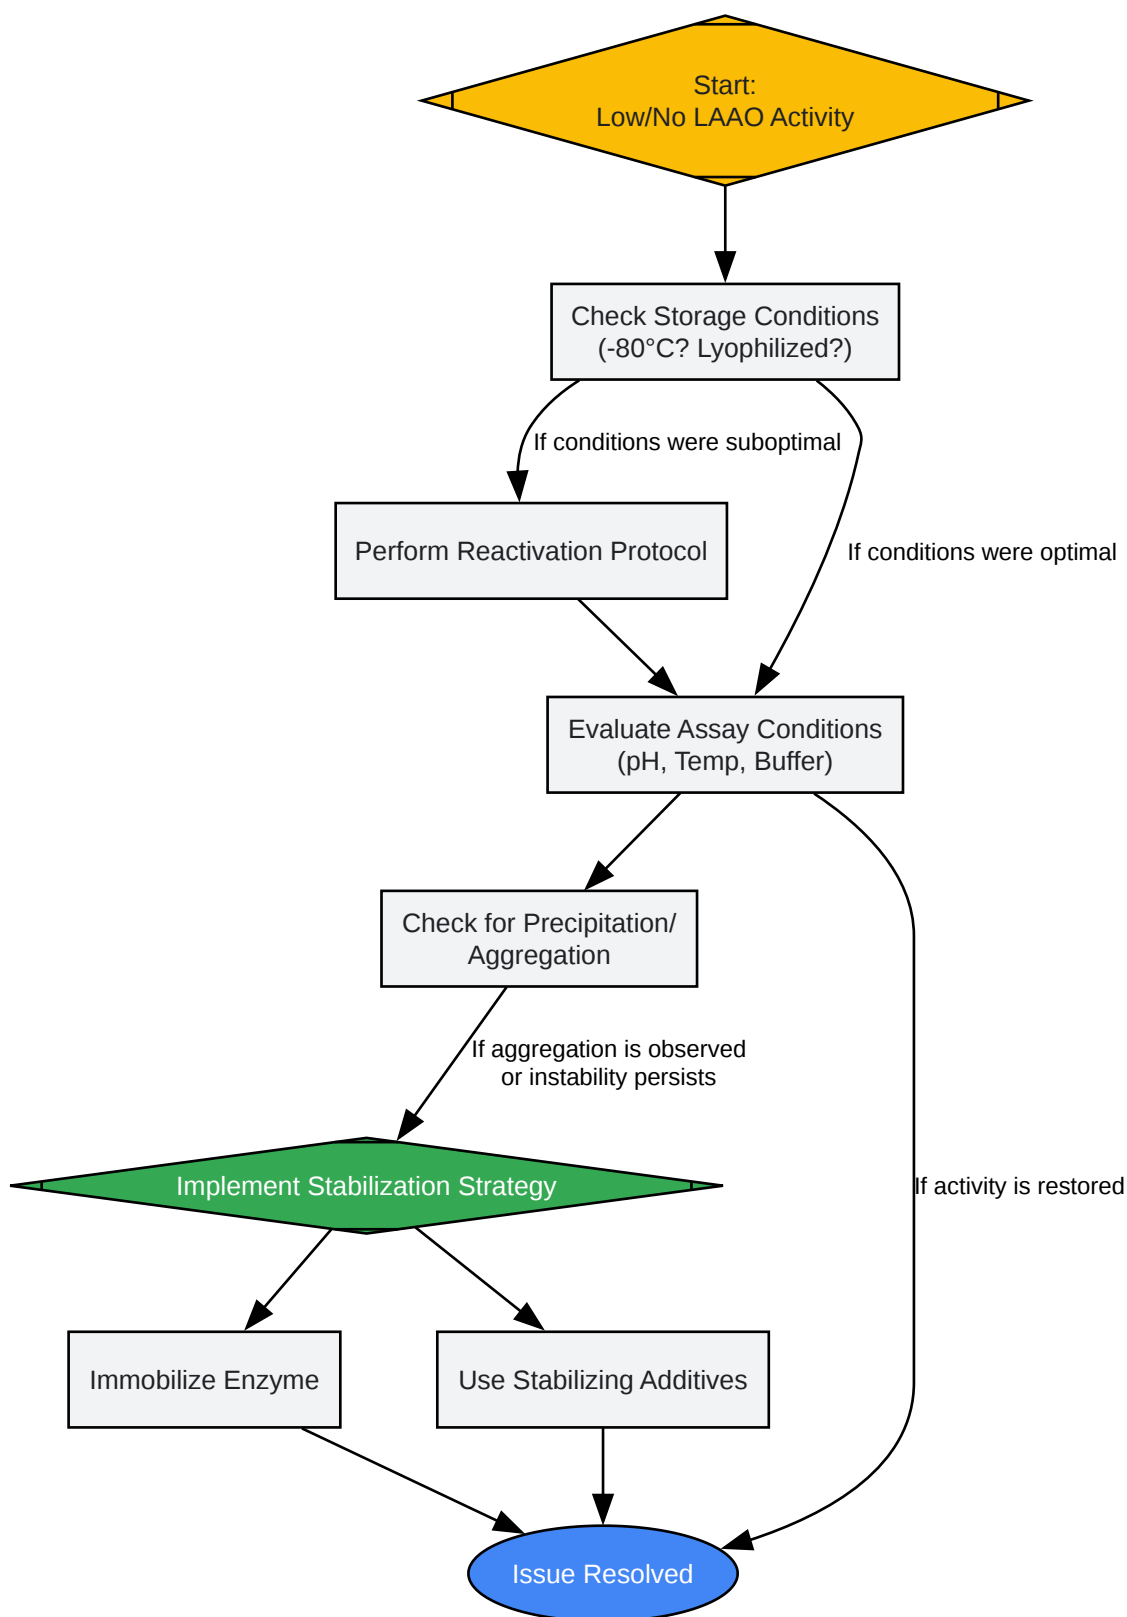 Start:
Low/No LAAO Activity
Check Storage Conditions
(-80°C? Lyophilized?)
If conditions were suboptimal
Perform Reactivation Protocol
If conditions were optimal
Evaluate Assay Conditions
(pH, Temp, Buffer)
Check for Precipitation/
Aggregation
If aggregation is observed
or instability persists
Implement Stabilization Strategy
If activity is restored
Immobilize Enzyme
Use Stabilizing Additives
Issue Resolved